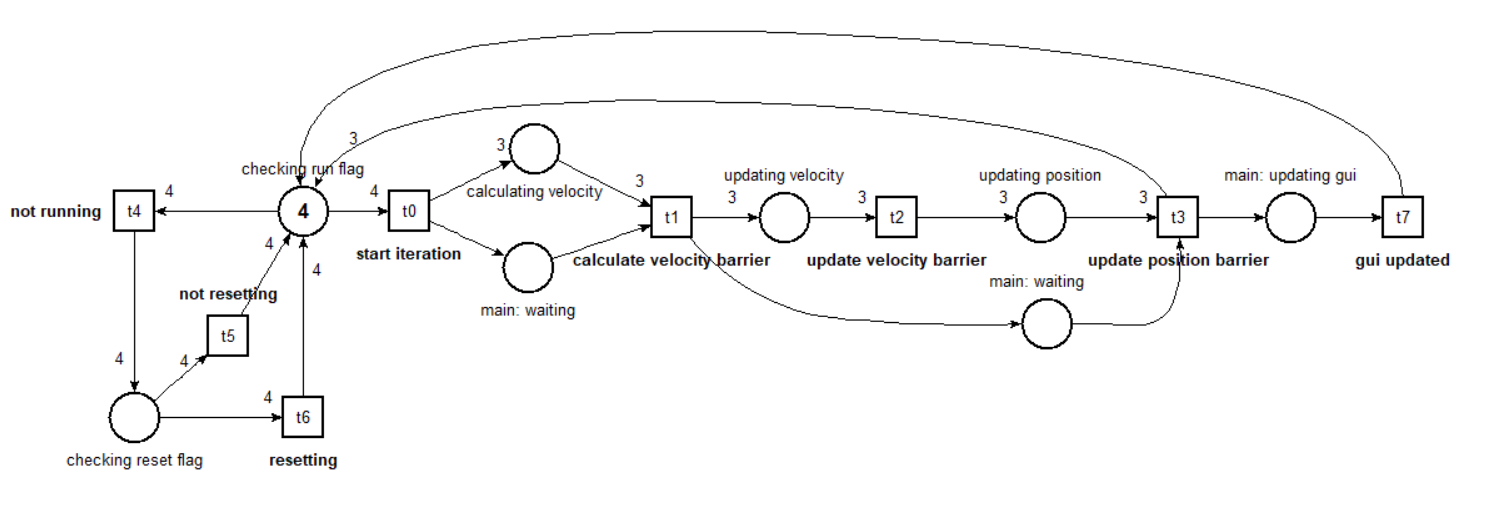 3
checking run flag
3
calculating velocity
3
updating velocity
updating position
main: updating gui
not running
t4
4
4
4
t0
start iteration
t1
3
3
t2
3
3
t3
t7
calculate velocity barrier
update velocity barrier
update position barrier
gui updated
main: waiting
main: waiting
4
4
not resetting
t5
4
4
4
t6
checking reset flag
resetting